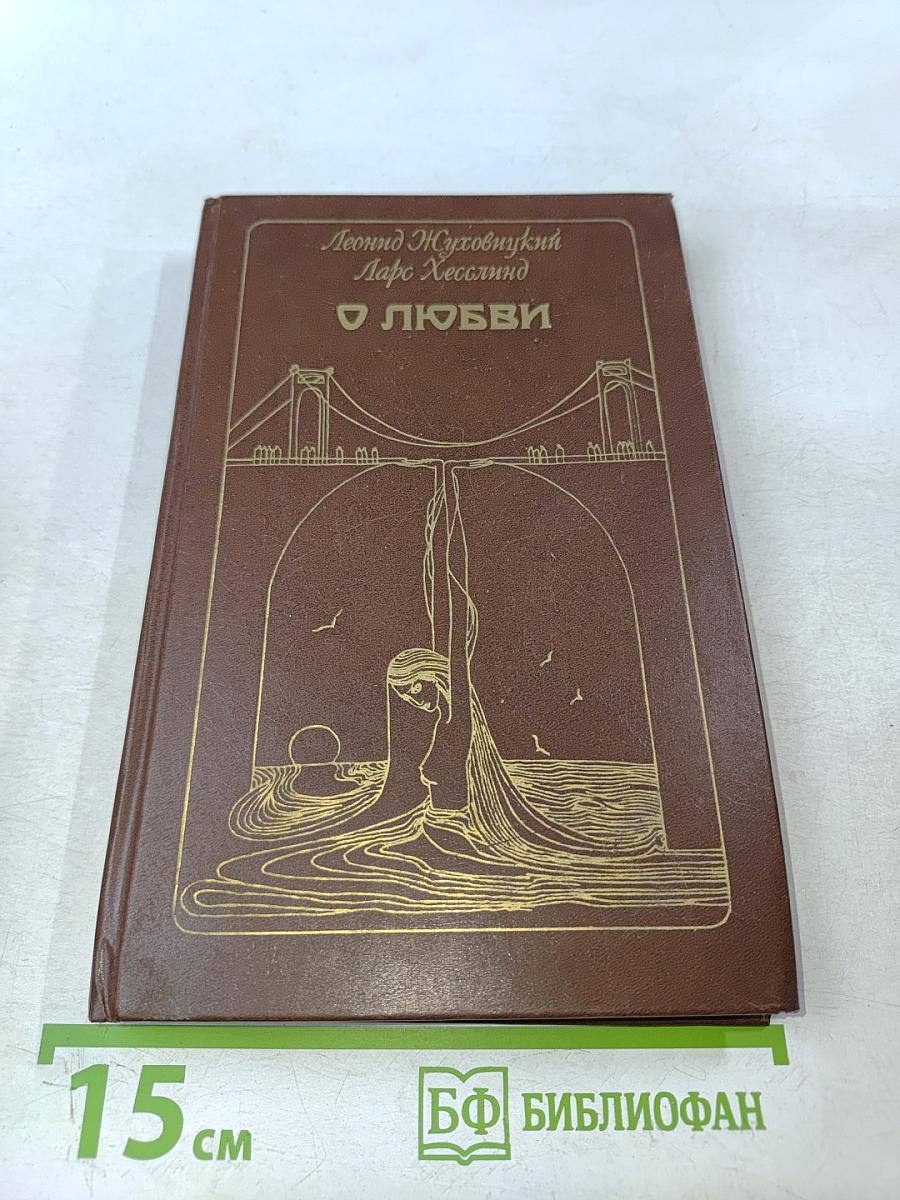 Леонид Жуховицкий
Ларс Хесслинд
О ЛЮБВИ
15 см
БФ БИБЛИОФАН